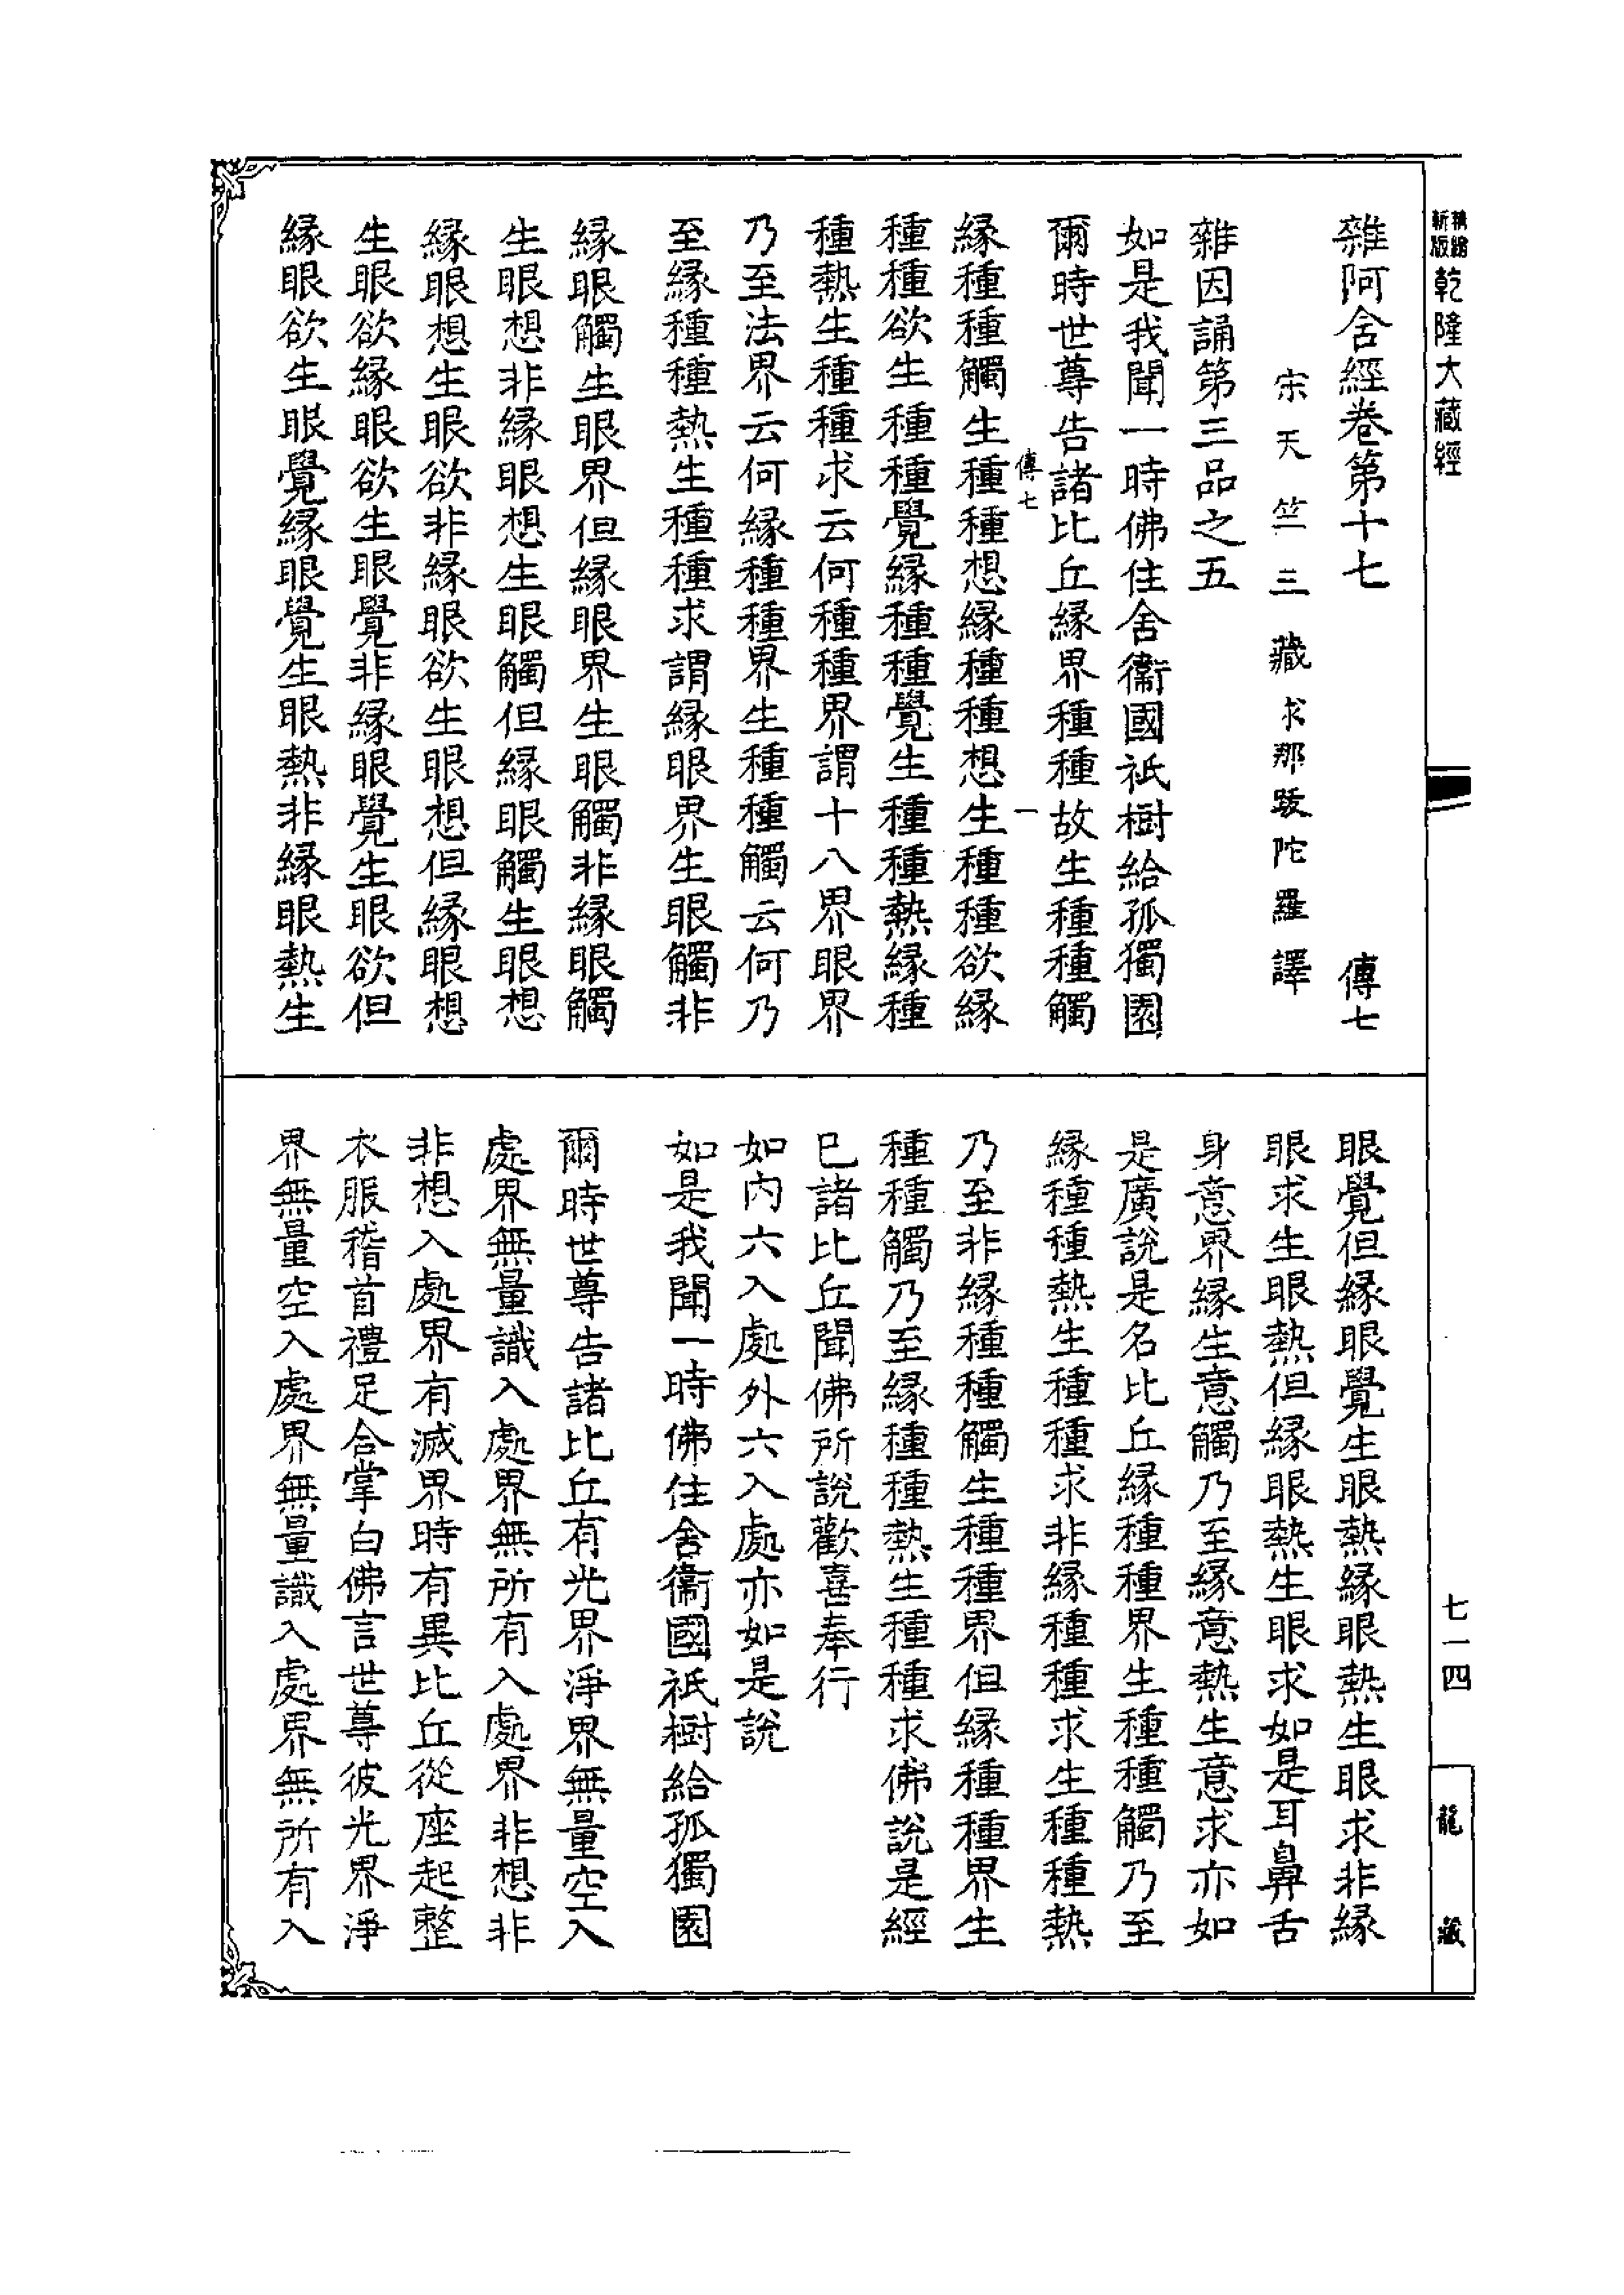 新版
精縮
乾隆大藏經
七一四
龍藏
雜阿含經卷第十七 傳七
宋天竺三藏求那跋陀羅譯
雜因誦第三品之五
如是我聞一時佛住舍衛國祇樹給孤獨園
爾時世尊告諸比丘緣界種種故生種種觸
傳七 一
緣種種觸生種種想緣種種想生種種欲緣
種種欲生種種覺緣種種覺生種種熱緣種
種熱生種種求云何種種界謂十八界眼界
乃至法界云何緣種種界生種種觸云何乃
至緣種種熱生種種求謂緣眼界生眼觸非
緣眼觸生眼界但緣眼界生眼觸非緣眼觸
生眼想非緣眼想生眼觸但緣眼觸生眼想
緣眼想生眼欲非緣眼欲生眼想但緣眼想
生眼欲緣眼欲生眼覺非緣眼覺生眼欲但
緣眼欲生眼覺緣眼覺生眼熱非緣眼熱生
眼覺但緣眼覺生眼熱緣眼熱生眼求非緣
眼求生眼熱但緣眼熱生眼求如是耳鼻舌
身意界緣生意觸乃至緣意熱生意求亦如
是廣說是名比丘緣種種界生種種觸乃至
緣種種熱生種種求非緣種種求生種種熱
乃至非緣種種觸生種種界但緣種種界生
種種觸乃至緣種種熱生種種求佛說是經
已諸比丘聞佛所說歡喜奉行
如內六入處外六入處亦如是說
如是我聞一時佛住舍衛國祇樹給孤獨園
爾時世尊告諸比丘有光界淨界無量空入
處界無量識入處界無所有入處界非想非
非想入處界有滅界時有異比丘從座起整
衣服稽首禮足合掌白佛言世尊彼光界淨
界無量空入處界無量識入處界無所有入